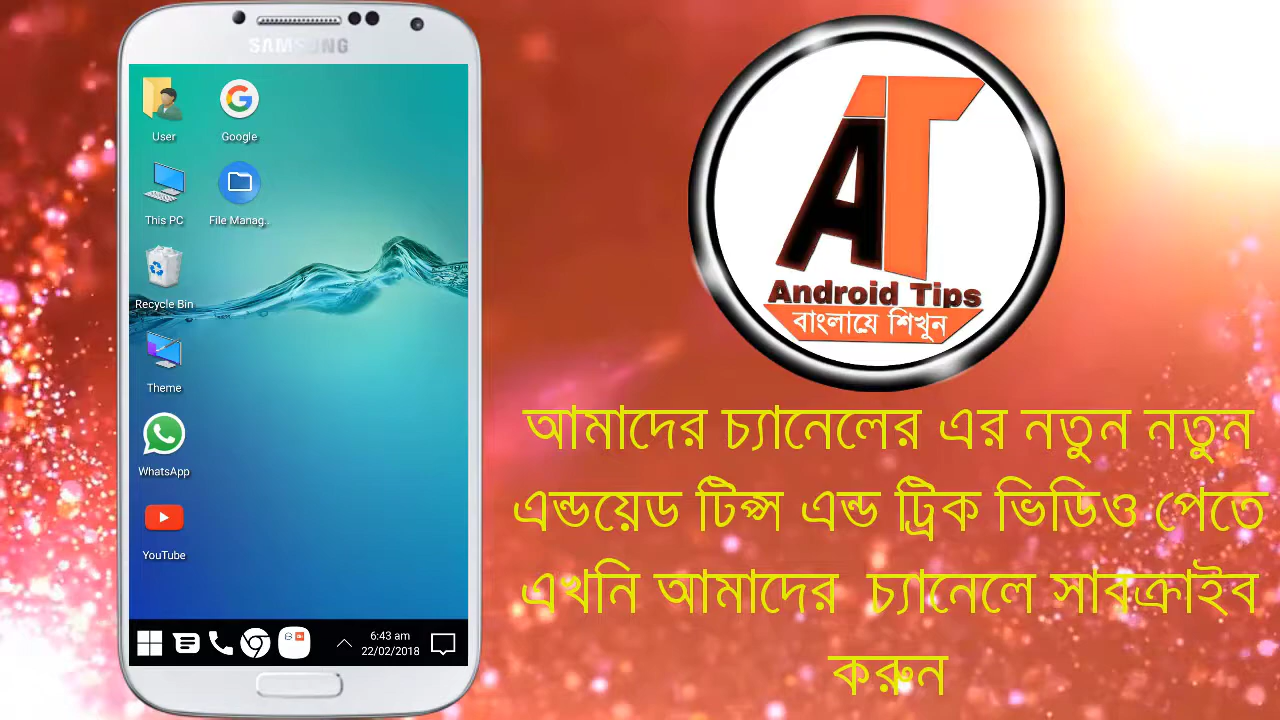 SAMSUNG
User
Google
This PC
File Manag..
Recycle Bin
Theme
WhatsApp
YouTube
6:43 am
22/02/2018
AT
Android Tips
বাংলাযে শিখুন
আমাদের চ্যানেলের এর নতুন নতুন
এন্ডয়েড টিপ্স এন্ড ট্রিক ভিডিও পেতে
এখনি আমাদের চ্যানেলে সাবক্রাইব
করুন